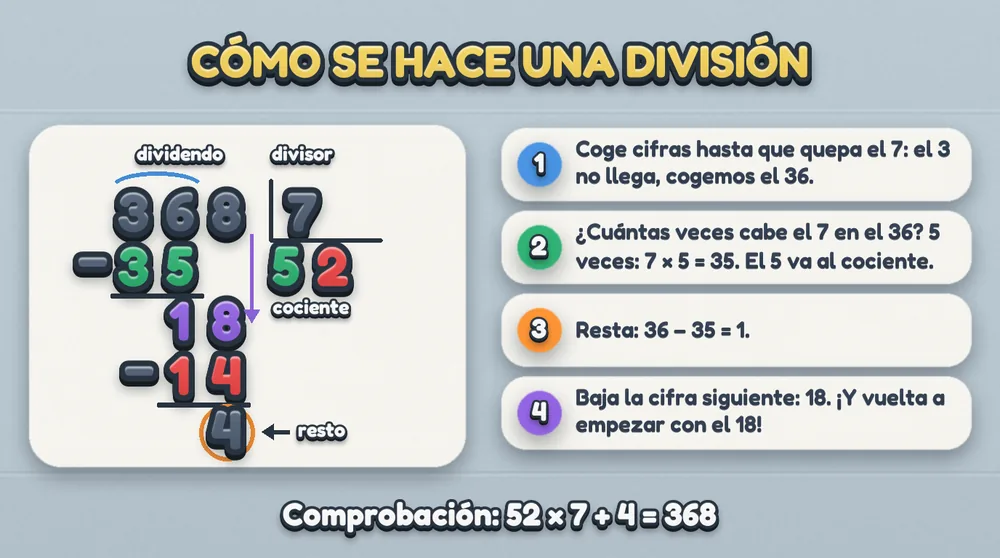 CÓMO SE HACE UNA DIVISIÓN
dividendo divisor
368 7
-35 52
cociente
18
-14
4 resto
1 Coge cifras hasta que quepa el 7: el 3
no llega, cogemos el 36.
2 ¿Cuántas veces cabe el 7 en el 36? 5
veces: 7 × 5 = 35. El 5 va al cociente.
3 Resta: 36 – 35 = 1.
4 Baja la cifra siguiente: 18. ¡Y vuelta a
empezar con el 18!
Comprobación: 52 × 7 + 4 = 368